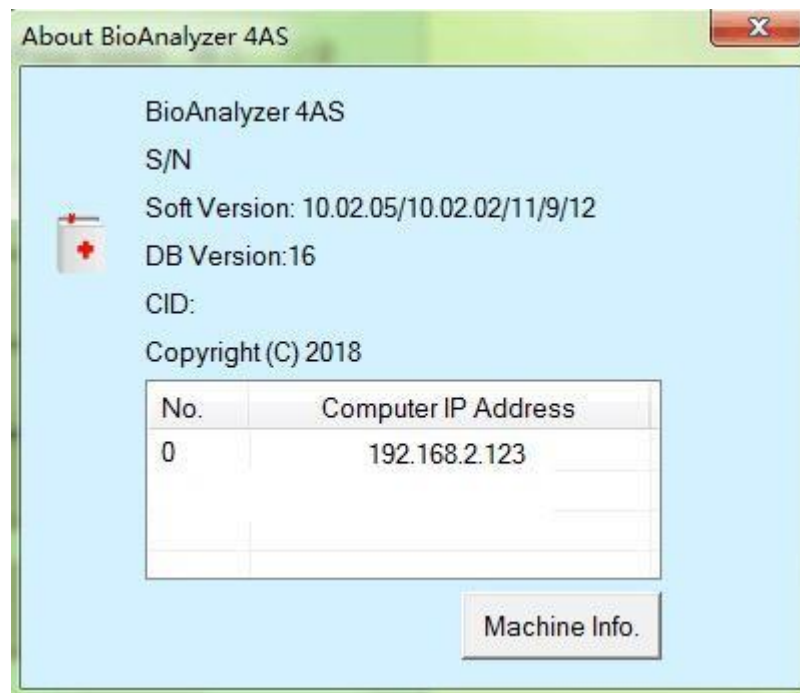 About BioAnalyzer 4AS
BioAnalyzer 4AS
S/N
Soft Version: 10.02.05/10.02.02/11/9/12
DB Version:16
CID:
Copyright (C) 2018
No. Computer IP Address
0 192.168.2.123
Machine Info.